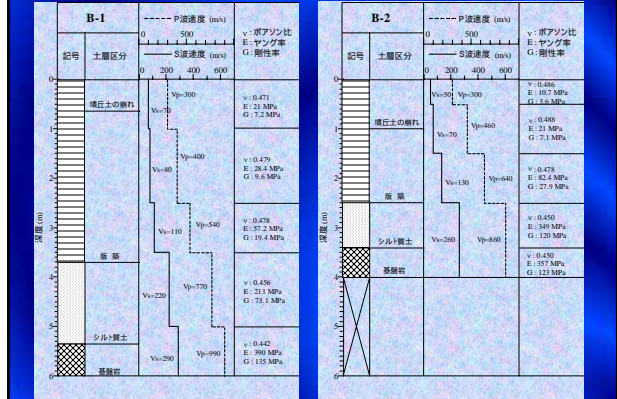 B-1
P波速度 (m/s)
0 500
ν : ポアソン比
E : ヤング率
G : 剛性率
記号
土層区分
S波速度 (m/s)
0 200 400 600
0
1
2
3
4
5
6
深度 (m)
墳丘土の崩れ
版 築
シルト質土
基盤岩
Vs=70
Vs=80
Vs=110
Vs=220
Vs=290
Vp=300
Vp=400
Vp=540
Vp=770
Vp=990
ν : 0.471
E : 21 MPa
G : 7.2 MPa
ν : 0.479
E : 28.4 MPa
G : 9.6 MPa
ν : 0.478
E : 57.2 MPa
G : 19.4 MPa
ν : 0.456
E : 213 MPa
G : 73.1 MPa
ν : 0.442
E : 390 MPa
G : 135 MPa
B-2
P波速度 (m/s)
0 500
ν : ポアソン比
E : ヤング率
G : 剛性率
記号
土層区分
S波速度 (m/s)
0 200 400 600
0
1
2
3
4
5
6
深度 (m)
墳丘土の崩れ
版 築
シルト質土
基盤岩
Vs=50
Vs=70
Vs=130
Vs=260
Vp=300
Vp=460
Vp=640
Vp=860
ν : 0.486
E : 10.7 MPa
G : 3.6 MPa
ν : 0.488
E : 21 MPa
G : 7.1 MPa
ν : 0.478
E : 82.4 MPa
G : 27.9 MPa
ν : 0.450
E : 349 MPa
G : 120 MPa
ν : 0.450
E : 357 MPa
G : 123 MPa